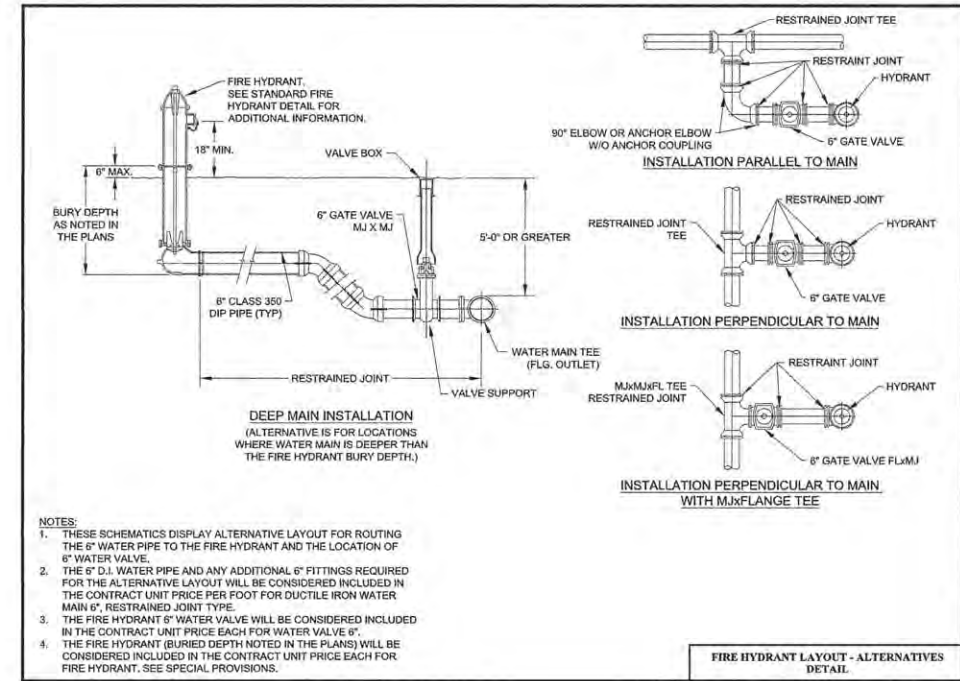 FIRE HYDRANT.
SEE STANDARD FIRE
HYDRANT DETAIL FOR
ADDITIONAL INFORMATION.
18" MIN.
6" MAX.
VALVE BOX
BURY DEPTH
AS NOTED IN
THE PLANS
6" GATE VALVE
MJ X MJ
5'-0" OR GREATER
6" CLASS 350
DIP PIPE (TYP)
WATER MAIN TEE
(FLG. OUTLET)
RESTRAINED JOINT
VALVE SUPPORT
DEEP MAIN INSTALLATION
(ALTERNATIVE IS FOR LOCATIONS
WHERE WATER MAIN IS DEEPER THAN
THE FIRE HYDRANT BURY DEPTH.)
RESTRAINED JOINT TEE
RESTRAINT JOINT
HYDRANT
90° ELBOW OR ANCHOR ELBOW
W/O ANCHOR COUPLING
6" GATE VALVE
INSTALLATION PARALLEL TO MAIN
RESTRAINED JOINT
RESTRAINED JOINT
TEE
HYDRANT
6" GATE VALVE
INSTALLATION PERPENDICULAR TO MAIN
RESTRAINT JOINT
MJxMJxFL TEE
RESTRAINED JOINT
HYDRANT
6" GATE VALVE FLxMJ
INSTALLATION PERPENDICULAR TO MAIN
WITH MJxFLANGE TEE
NOTES:
1. THESE SCHEMATICS DISPLAY ALTERNATIVE LAYOUT FOR ROUTING
THE 6" WATER PIPE TO THE FIRE HYDRANT AND THE LOCATION OF
6" WATER VALVE.
2. THE 6" D.I. WATER PIPE AND ANY ADDITIONAL 6" FITTINGS REQUIRED
FOR THE ALTERNATIVE LAYOUT WILL BE CONSIDERED INCLUDED IN
THE CONTRACT UNIT PRICE PER FOOT FOR DUCTILE IRON WATER
MAIN 6", RESTRAINED JOINT TYPE.
3. THE FIRE HYDRANT 6" WATER VALVE WILL BE CONSIDERED INCLUDED
IN THE CONTRACT UNIT PRICE EACH FOR WATER VALVE 6".
4. THE FIRE HYDRANT (BURIED DEPTH NOTED IN THE PLANS) WILL BE
CONSIDERED INCLUDED IN THE CONTRACT UNIT PRICE EACH FOR
FIRE HYDRANT. SEE SPECIAL PROVISIONS.
FIRE HYDRANT LAYOUT - ALTERNATIVES
DETAIL